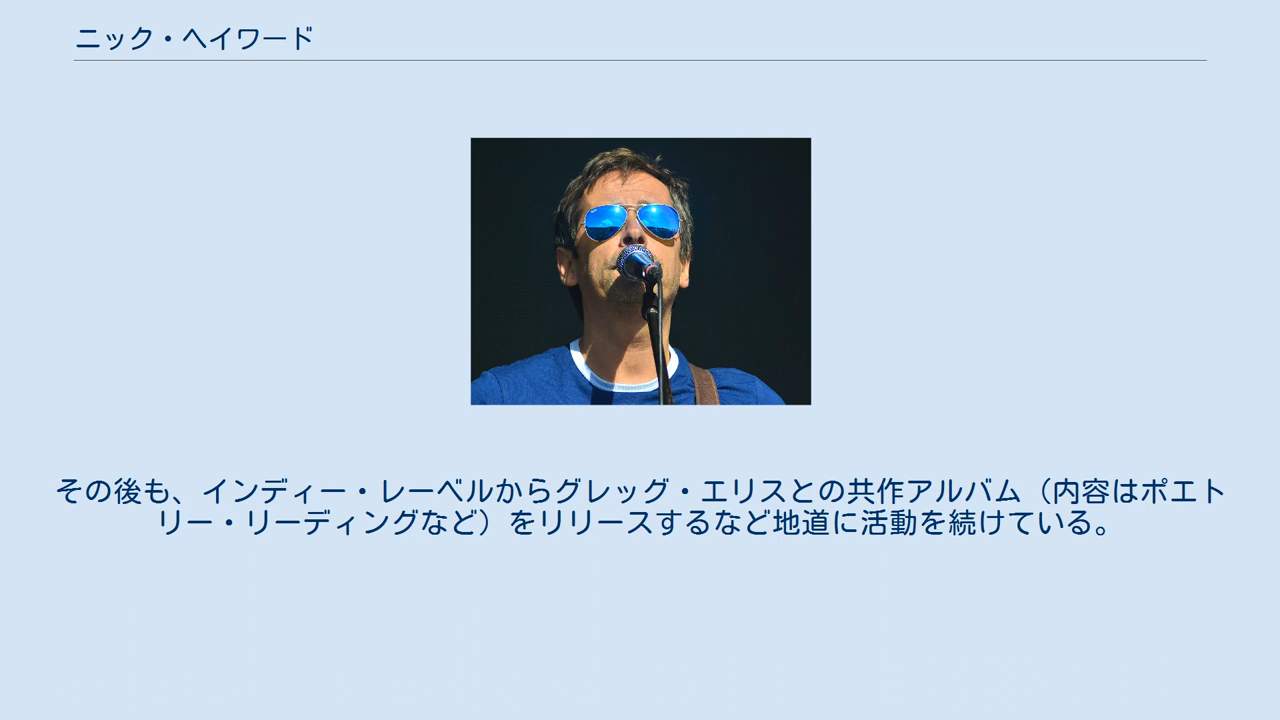 ニック・ヘイワード
その後も、インディー・レーベルからグレッグ・エリスとの共作アルバム（内容はポエト
リー・リーディングなど）をリリースするなど地道に活動を続けている。